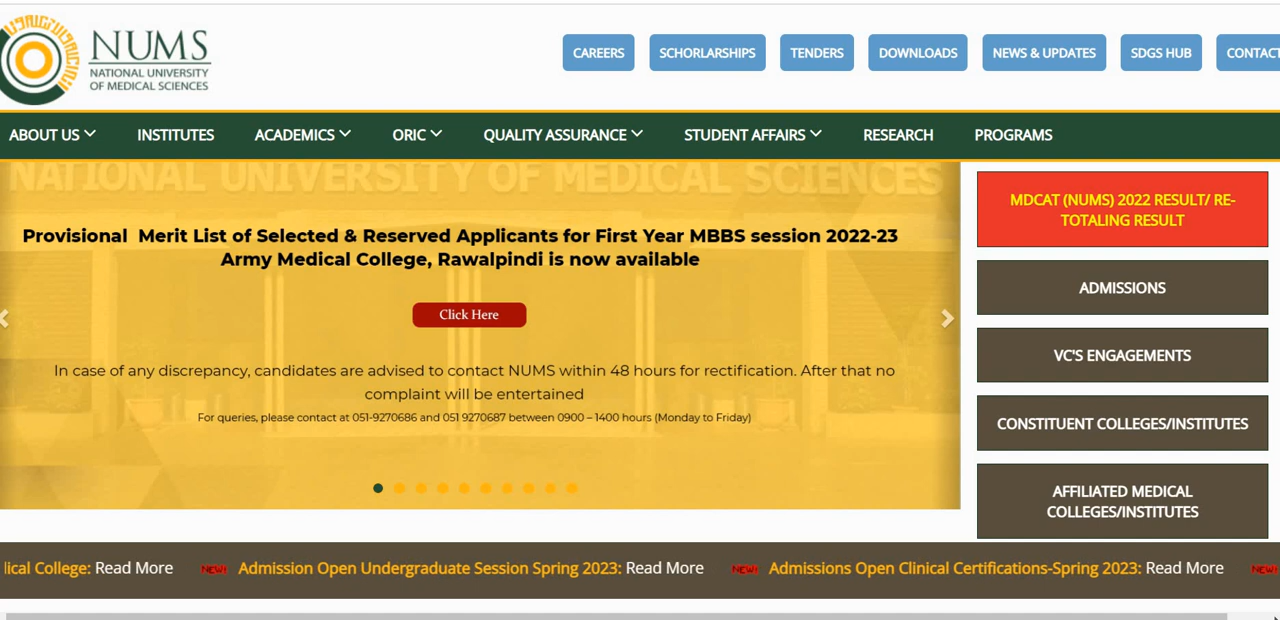 NUMS
NATIONAL UNIVERSITY
OF MEDICAL SCIENCES
CAREERS
SCHORLARSHIPS
TENDERS
DOWNLOADS
NEWS & UPDATES
SDGS HUB
CONTACT
ABOUT US
INSTITUTES
ACADEMICS
ORIC
QUALITY ASSURANCE
STUDENT AFFAIRS
RESEARCH
PROGRAMS
NATIONAL UNIVERSITY OF MEDICAL SCIENCES
Provisional Merit List of Selected & Reserved Applicants for First Year MBBS session 2022-23
Army Medical College, Rawalpindi is now available
Click Here
In case of any discrepancy, candidates are advised to contact NUMS within 48 hours for rectification. After that no
complaint will be entertained
For queries, please contact at 051-9270686 and 051 9270687 between 0900 – 1400 hours (Monday to Friday)
MDCAT (NUMS) 2022 RESULT/ RE-
TOTALING RESULT
ADMISSIONS
VC'S ENGAGEMENTS
CONSTITUENT COLLEGES/INSTITUTES
AFFILIATED MEDICAL
COLLEGES/INSTITUTES
lical College: Read More NEW! Admission Open Undergraduate Session Spring 2023: Read More NEW! Admissions Open Clinical Certifications-Spring 2023: Read More NEW!